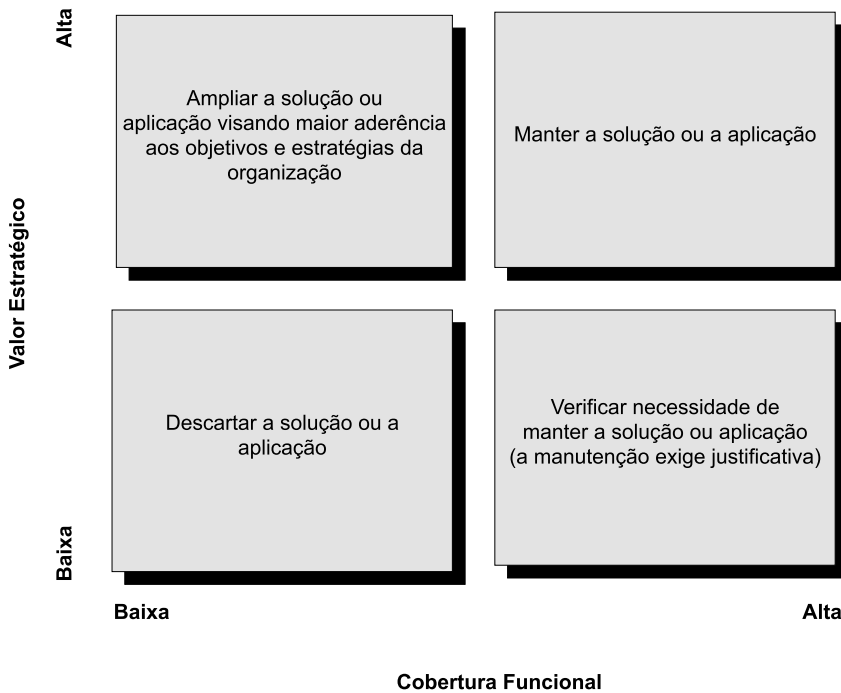 Alta
Ampliar a solução ou
aplicação visando maior aderência
aos objetivos e estratégias da
organização
Manter a solução ou a aplicação
Valor Estratégico
Descartar a solução ou a
aplicação
Verificar necessidade de
manter a solução ou aplicação
(a manutenção exige justificativa)
Baixa
Baixa
Alta
Cobertura Funcional